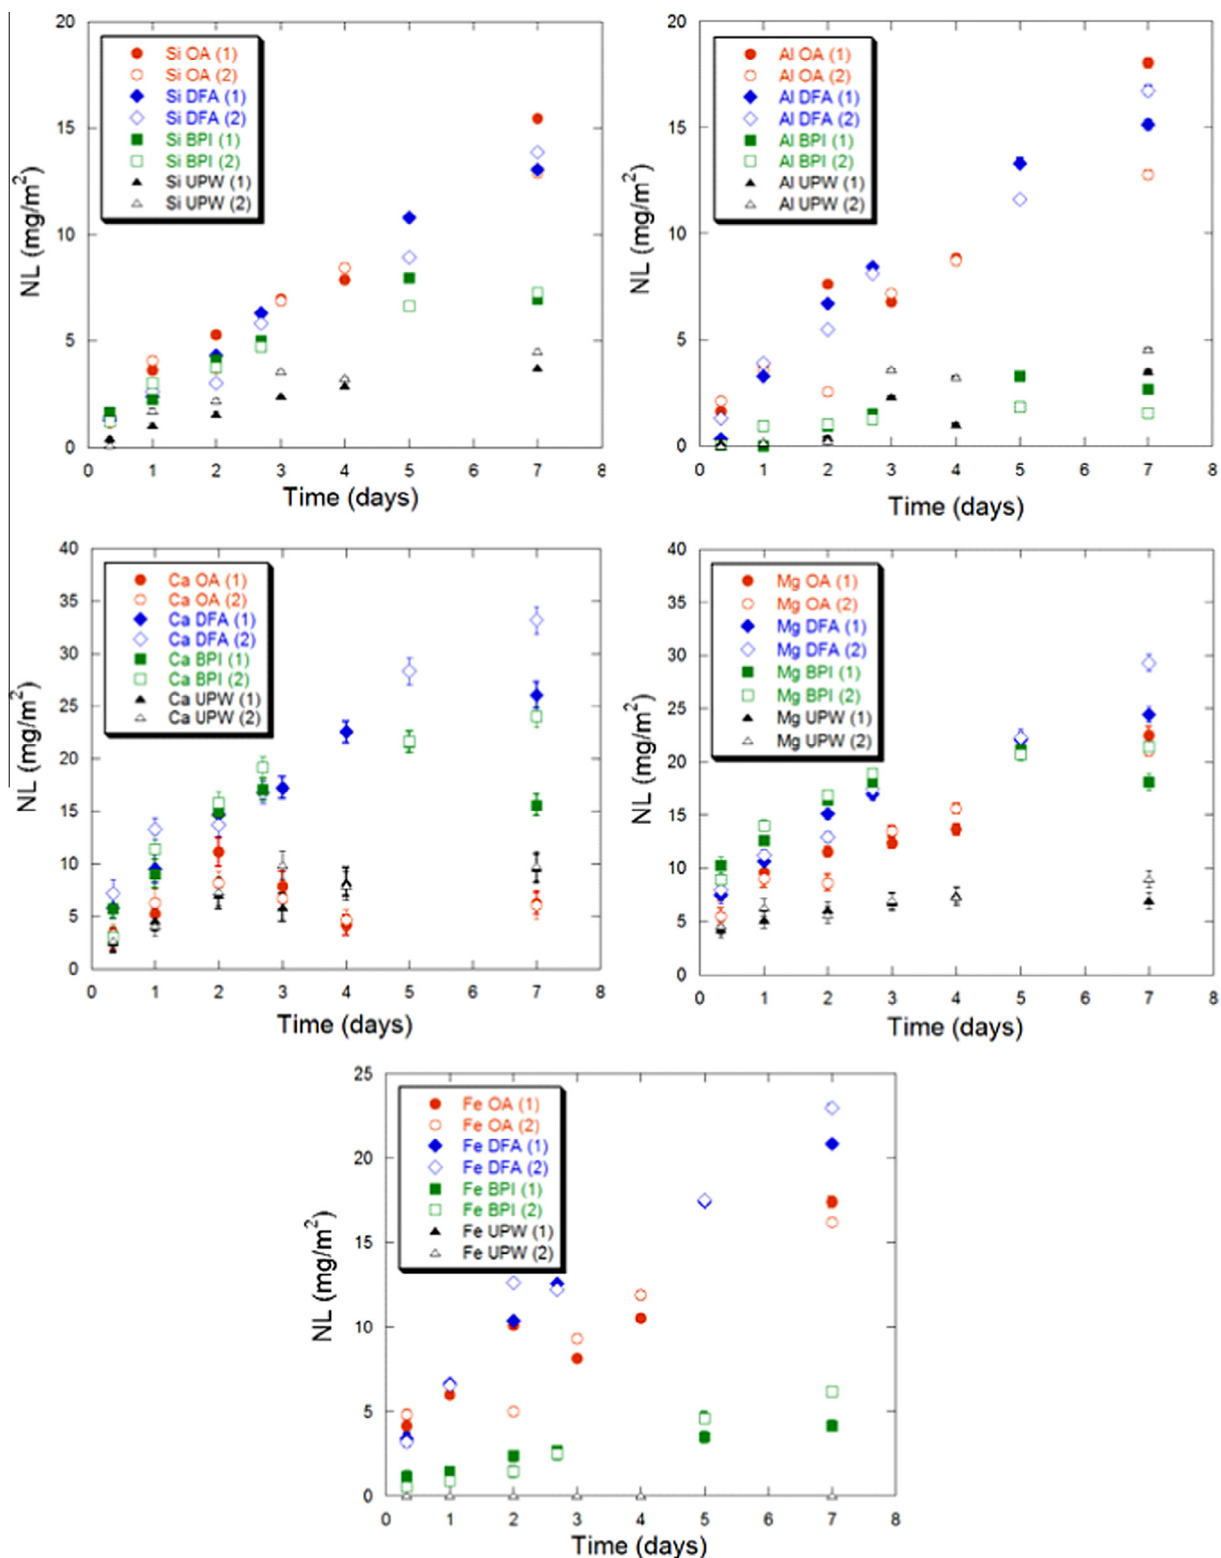 20
15
10
5
0
NL (mg/m²)
Si OA (1)
Si OA (2)
Si DFA (1)
Si DFA (2)
Si BPI (1)
Si BPI (2)
Si UPW (1)
Si UPW (2)
0 1 2 3 4 5 6 7 8
Time (days)
20
15
10
5
0
NL (mg/m²)
Al OA (1)
Al OA (2)
Al DFA (1)
Al DFA (2)
Al BPI (1)
Al BPI (2)
Al UPW (1)
Al UPW (2)
0 1 2 3 4 5 6 7 8
Time (days)
40
35
30
25
20
15
10
5
0
NL (mg/m²)
Ca OA (1)
Ca OA (2)
Ca DFA (1)
Ca DFA (2)
Ca BPI (1)
Ca BPI (2)
Ca UPW (1)
Ca UPW (2)
0 1 2 3 4 5 6 7 8
Time (days)
40
35
30
25
20
15
10
5
0
NL (mg/m²)
Mg OA (1)
Mg OA (2)
Mg DFA (1)
Mg DFA (2)
Mg BPI (1)
Mg BPI (2)
Mg UPW (1)
Mg UPW (2)
0 1 2 3 4 5 6 7 8
Time (days)
25
20
15
10
5
0
NL (mg/m²)
Fe OA (1)
Fe OA (2)
Fe DFA (1)
Fe DFA (2)
Fe BPI (1)
Fe BPI (2)
Fe UPW (1)
Fe UPW (2)
0 1 2 3 4 5 6 7 8
Time (days)